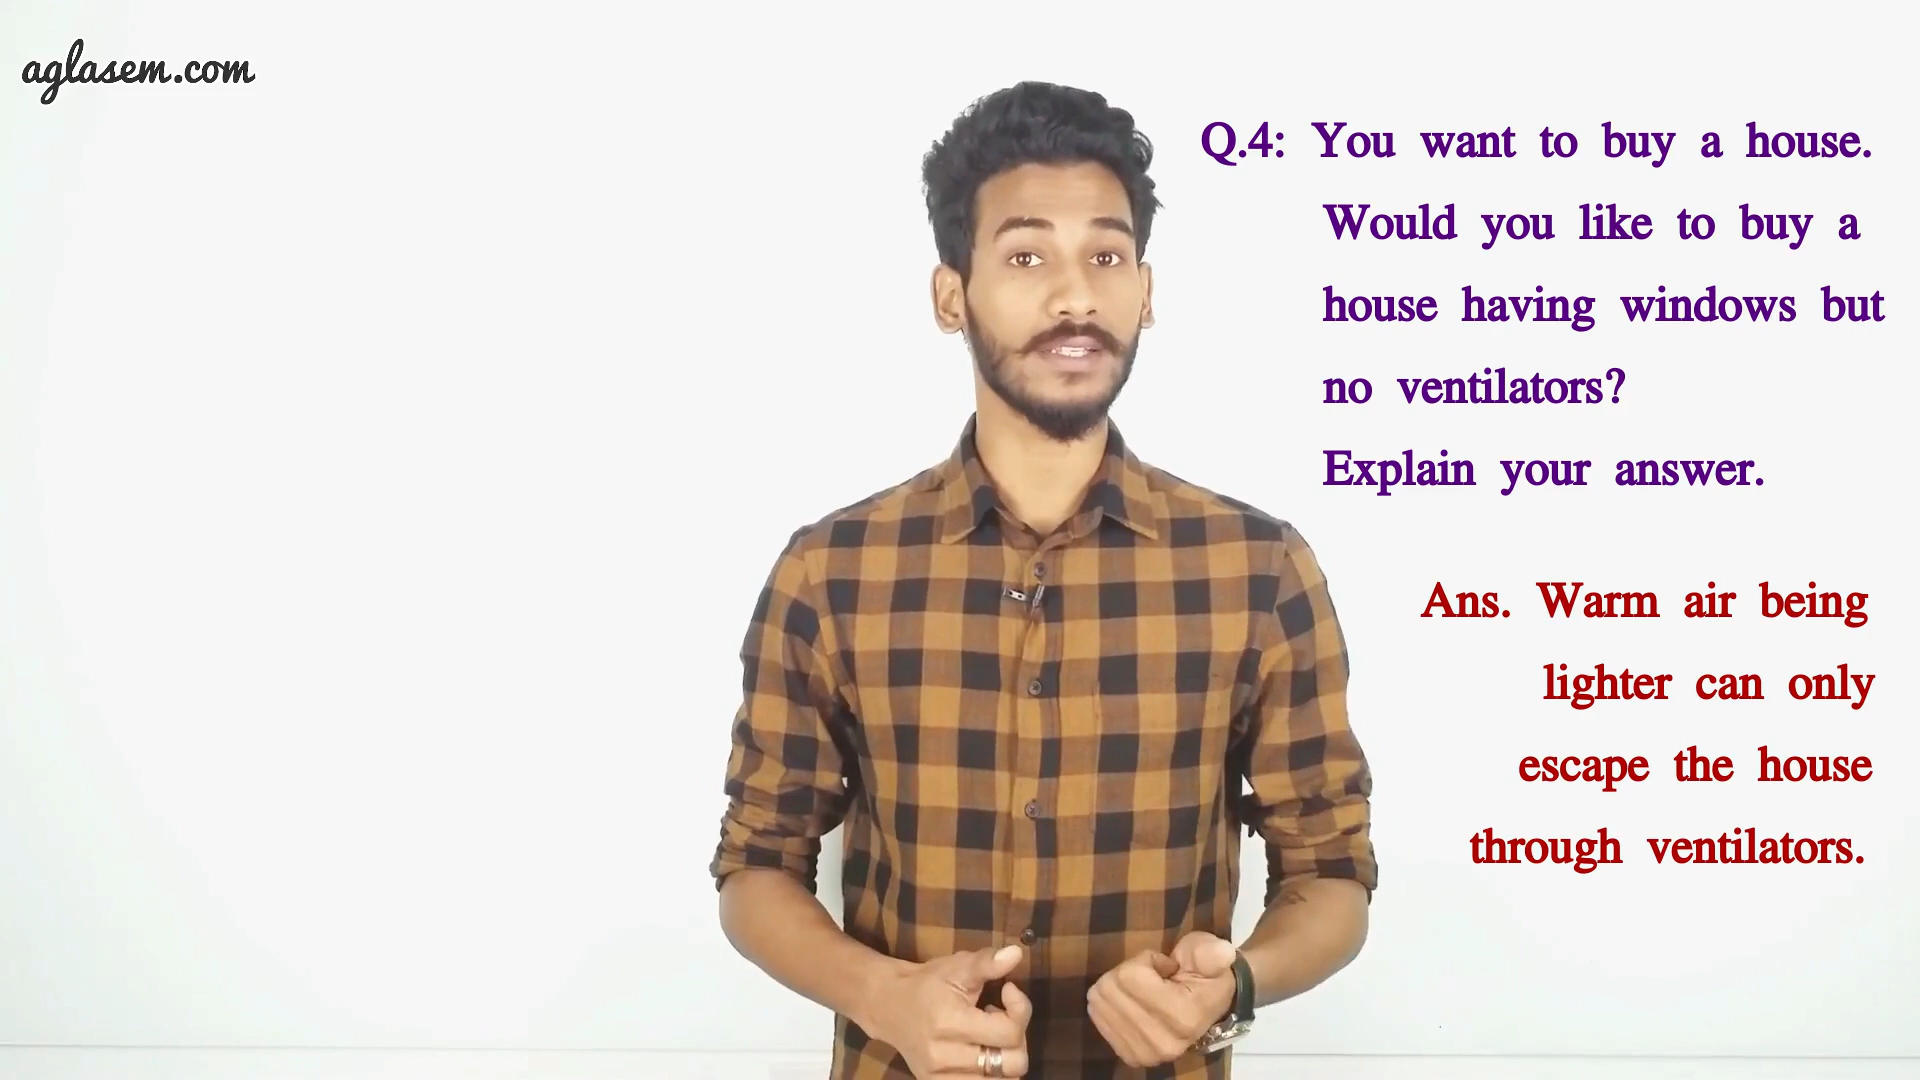 aglasem.com
Q.4: You want to buy a house.
Would you like to buy a
house having windows but
no ventilators?
Explain your answer.
Ans. Warm air being
lighter can only
escape the house
through ventilators.